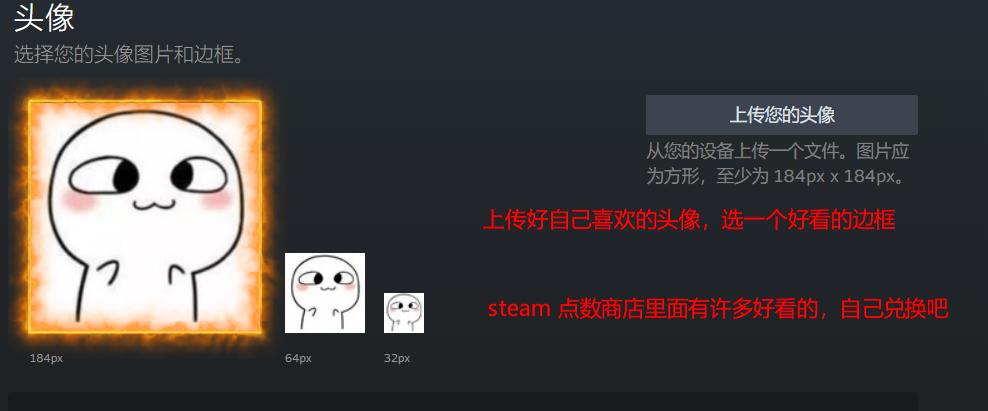 头像
选择您的头像图片和边框。
上传您的头像
从您的设备上传一个文件。图片应
为方形，至少为 184px x 184px。
上传好自己喜欢的头像，选一个好看的边框
steam 点数商店里面有许多好看的，自己兑换吧
184px
64px
32px